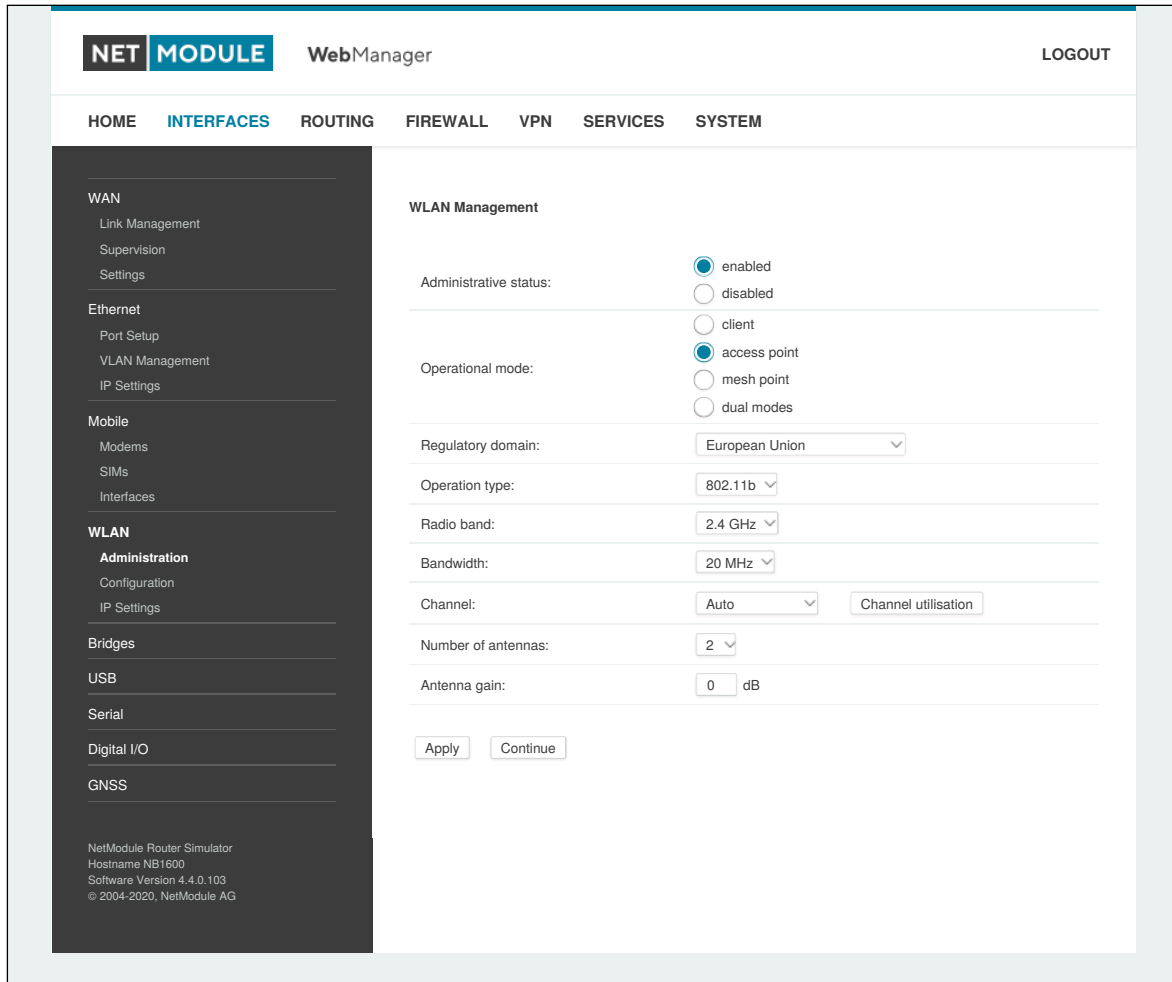 NET MODULE WebManager LOGOUT
HOME INTERFACES ROUTING FIREWALL VPN SERVICES SYSTEM
WAN
Link Management
Supervision
Settings
Ethernet
Port Setup
VLAN Management
IP Settings
Mobile
Modems
SIMs
Interfaces
WLAN
Administration
Configuration
IP Settings
Bridges
USB
Serial
Digital I/O
GNSS
NetModule Router Simulator
Hostname NB1600
Software Version 4.4.0.103
© 2004-2020, NetModule AG
WLAN Management
Administrative status:
enabled
disabled
Operational mode:
client
access point
mesh point
dual modes
Regulatory domain: European Union
Operation type: 802.11b
Radio band: 2.4 GHz
Bandwidth: 20 MHz
Channel: Auto Channel utilisation
Number of antennas: 2
Antenna gain: 0 dB
Apply Continue